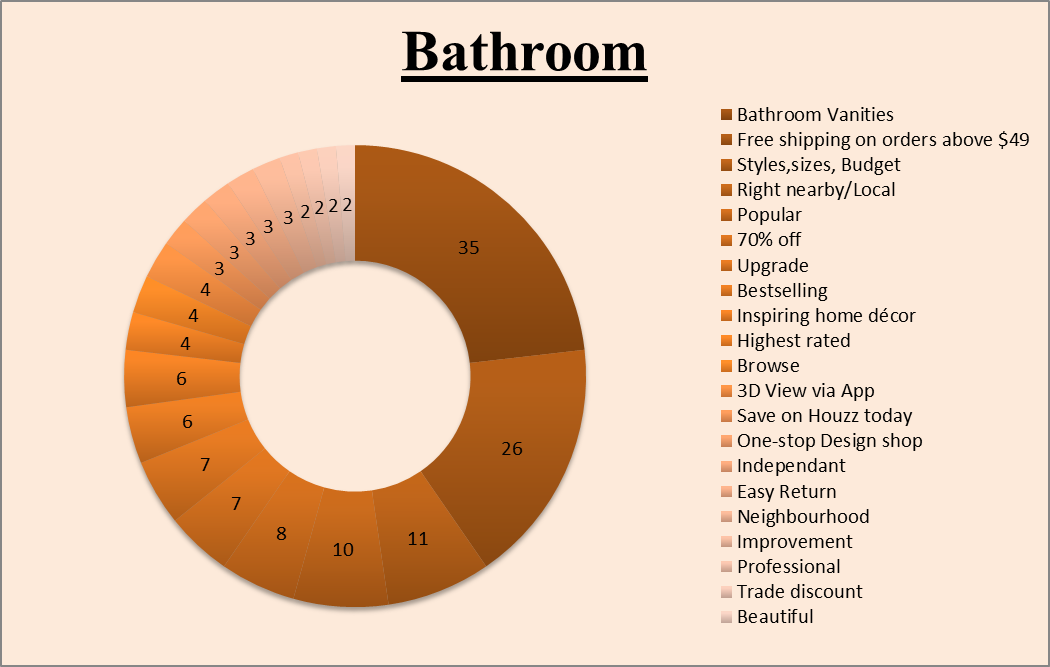 Bathroom
35
26
11
10
8
7
7
6
6
4
4
4
3
3
3
3
3
2
2
2
2
Bathroom Vanities
Free shipping on orders above $49
Styles,sizes, Budget
Right nearby/Local
Popular
70% off
Upgrade
Bestselling
Inspiring home décor
Highest rated
Browse
3D View via App
Save on Houzz today
One-stop Design shop
Independant
Easy Return
Neighbourhood
Improvement
Professional
Trade discount
Beautiful